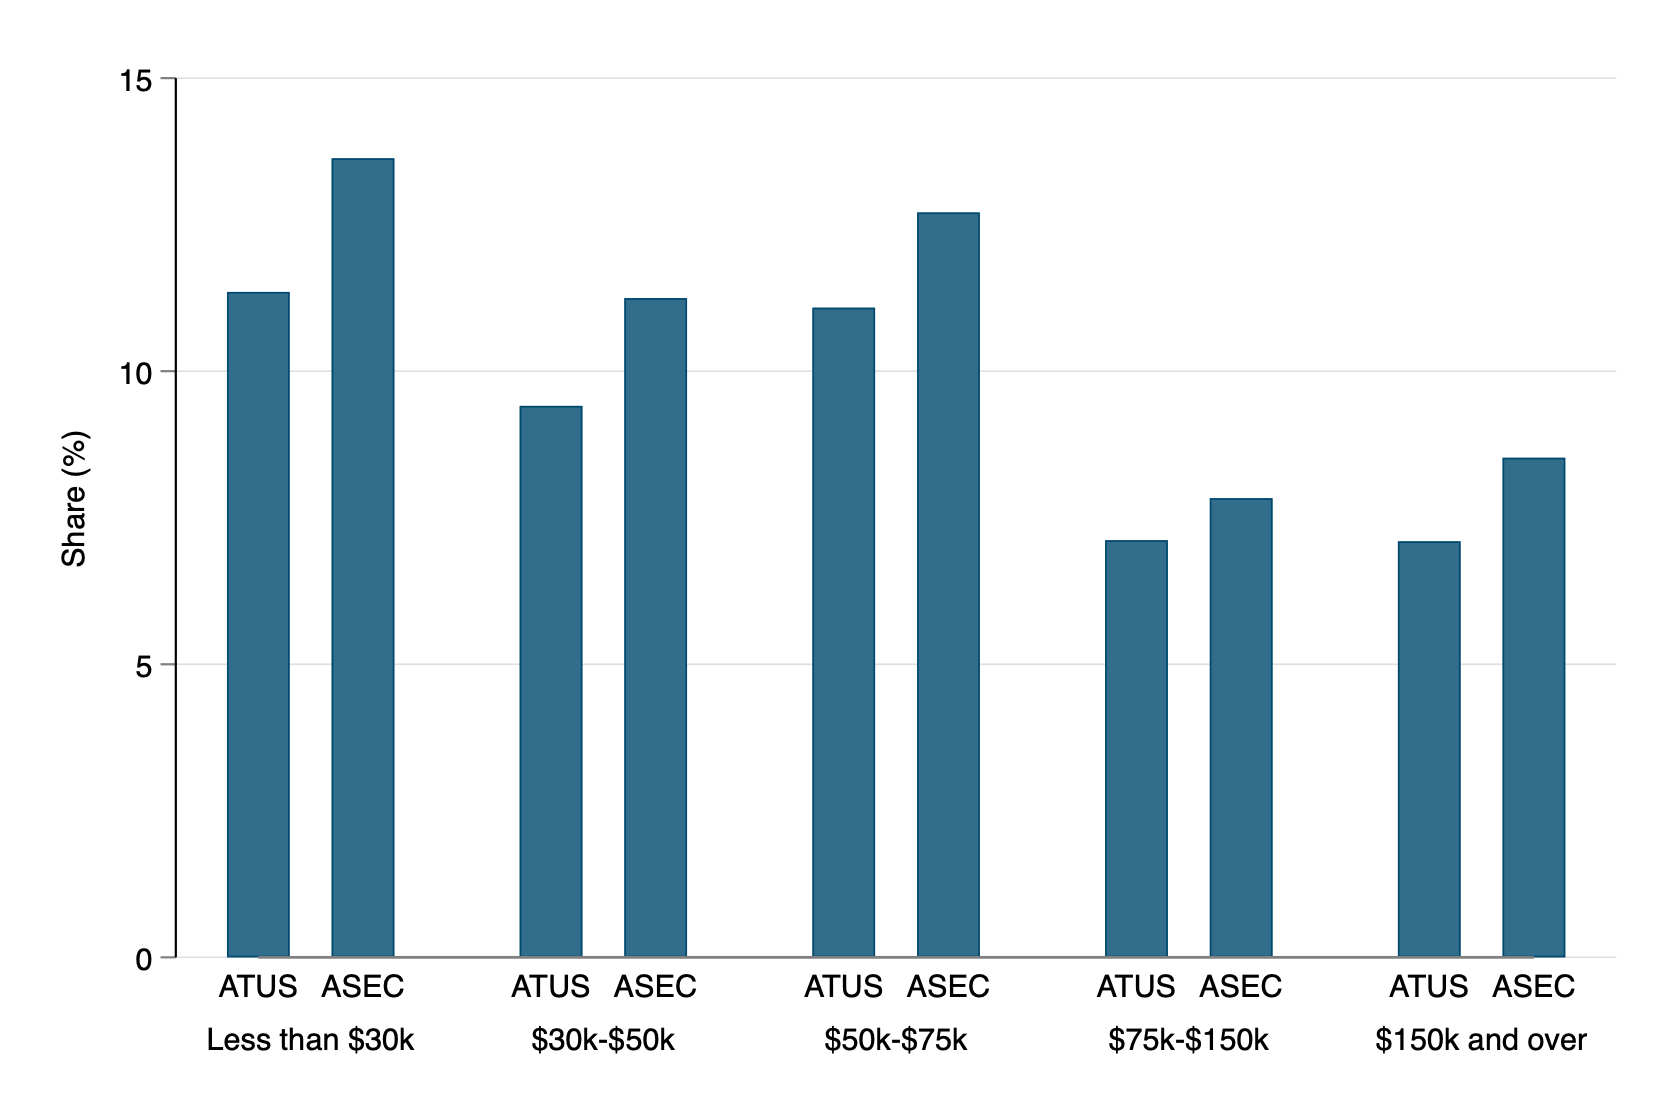 15
10
5
0
Share (%)
ATUS ASEC ATUS ASEC ATUS ASEC ATUS ASEC ATUS ASEC
Less than $30k $30k-$50k $50k-$75k $75k-$150k $150k and over